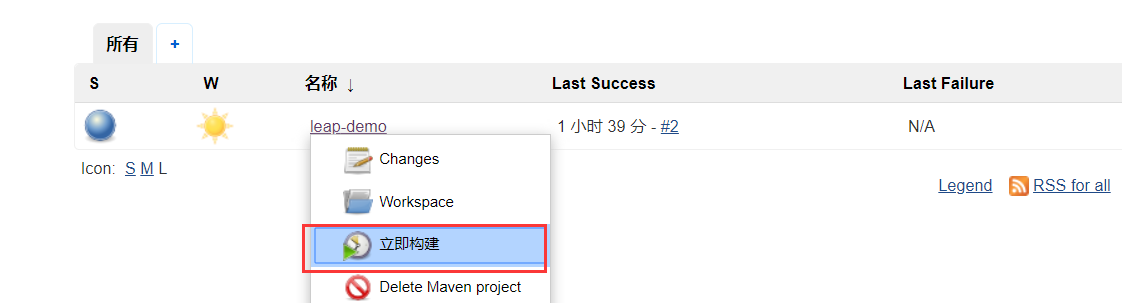 所有 +
S W 名称 ↓ Last Success Last Failure
leap-demo 1 小时 39 分 - #2 N/A
Changes
Icon: S M L
Legend RSS for all
Workspace
立即构建
Delete Maven project